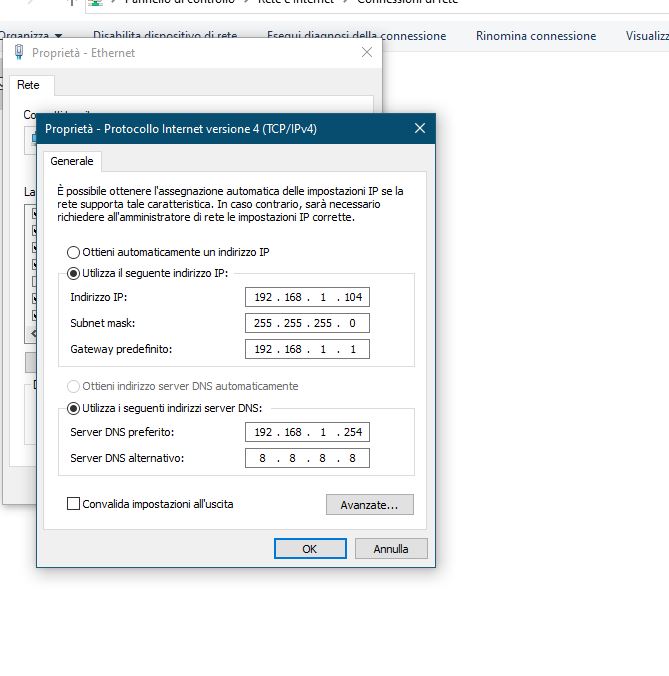 Pannello di controllo > Rete e Internet > Connessioni di rete
Organizza Disabilita dispositivo di rete Esegui diagnosi della connessione Rinomina connessione
Proprietà - Ethernet
Rete
La
Proprietà - Protocollo Internet versione 4 (TCP/IPv4)
Generale
È possibile ottenere l'assegnazione automatica delle impostazioni IP se la
rete supporta tale caratteristica. In caso contrario, sarà necessario
richiedere all'amministratore di rete le impostazioni IP corrette.
Ottieni automaticamente un indirizzo IP
Utilizza il seguente indirizzo IP:
Indirizzo IP: 192 . 168 . 1 . 104
Subnet mask: 255 . 255 . 255 . 0
Gateway predefinito: 192 . 168 . 1 . 1
Ottieni indirizzo server DNS automaticamente
Utilizza i seguenti indirizzi server DNS:
Server DNS preferito: 192 . 168 . 1 . 254
Server DNS alternativo: 8 . 8 . 8 . 8
Convalida impostazioni all'uscita
Avanzate...
OK Annulla